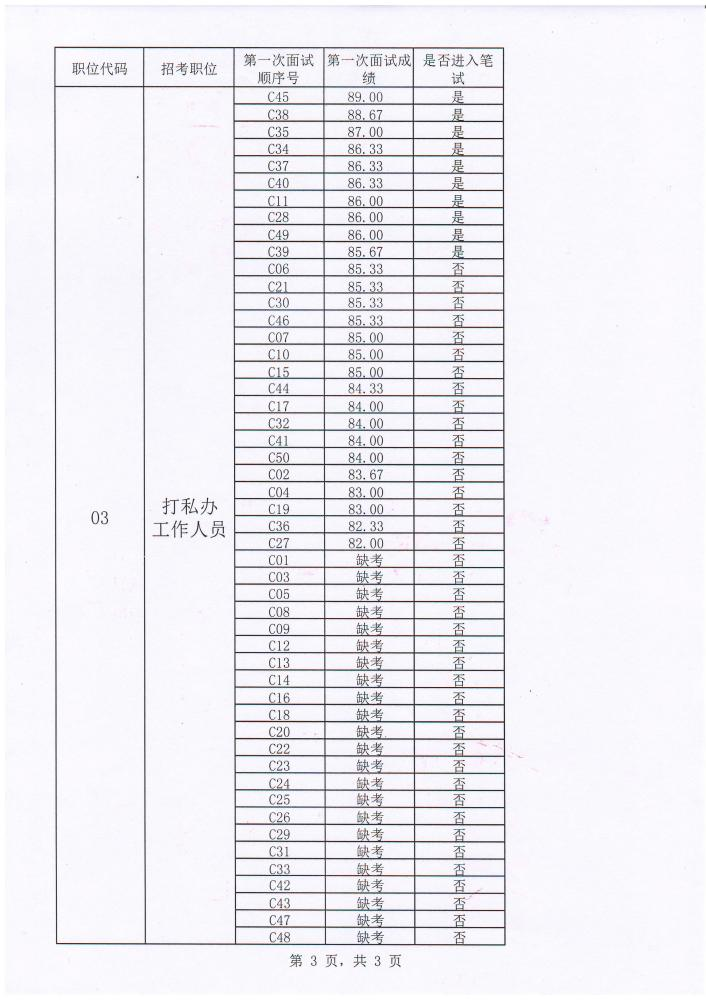 职位代码 招考职位 第一次面试顺序号 第一次面试成绩 是否进入笔试
03 打私办工作人员
C45 89.00 是
C38 88.67 是
C35 87.00 是
C34 86.33 是
C37 86.33 是
C40 86.33 是
C11 86.00 是
C28 86.00 是
C49 86.00 是
C39 85.67 是
C06 85.33 否
C21 85.33 否
C30 85.33 否
C46 85.33 否
C07 85.00 否
C10 85.00 否
C15 85.00 否
C44 84.33 否
C17 84.00 否
C32 84.00 否
C41 84.00 否
C50 84.00 否
C02 83.67 否
C04 83.00 否
C19 83.00 否
C36 82.33 否
C27 82.00 否
C01 缺考 否
C03 缺考 否
C05 缺考 否
C08 缺考 否
C09 缺考 否
C12 缺考 否
C13 缺考 否
C14 缺考 否
C16 缺考 否
C18 缺考 否
C20 缺考 否
C22 缺考 否
C23 缺考 否
C24 缺考 否
C25 缺考 否
C26 缺考 否
C29 缺考 否
C31 缺考 否
C33 缺考 否
C42 缺考 否
C43 缺考 否
C47 缺考 否
C48 缺考 否
第 3 页，共 3 页